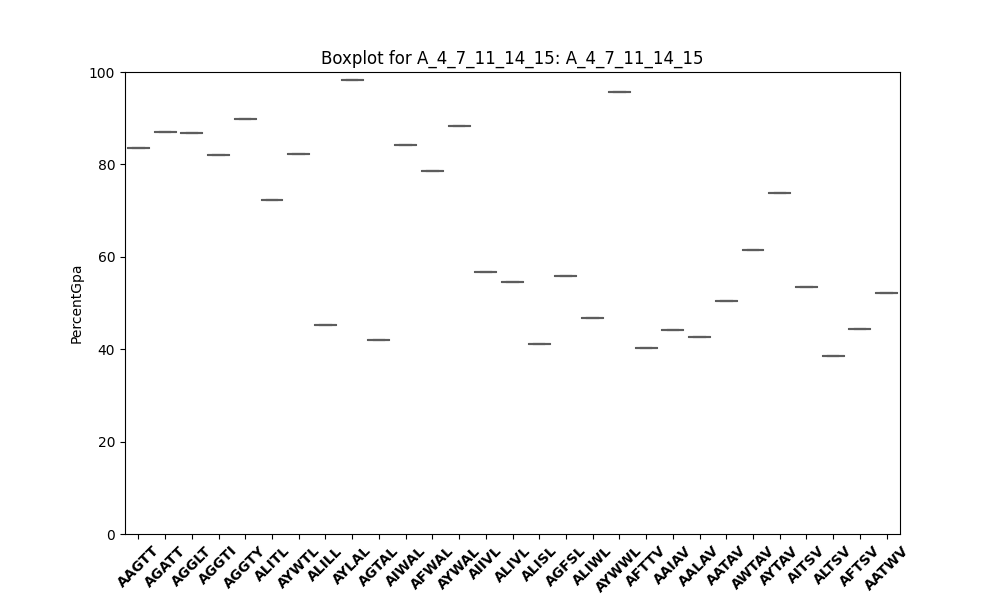 Boxplot for A_4_7_11_14_15: A_4_7_11_14_15
100
80
60
40
20
0
PercentGpa
AAGTT
AGATT
AGGLT
AGGTI
AGGTY
ALITL
AYWTL
ALILL
AYLAL
AGTAL
AIWAL
AFWAL
AYWAL
AIIVL
ALIVL
ALISL
AGFSL
ALIWL
AYWWL
AFTTV
AAIAV
AALAV
AATAV
AWTAV
AYTAV
AITSV
ALTSV
AFTSV
AATWV